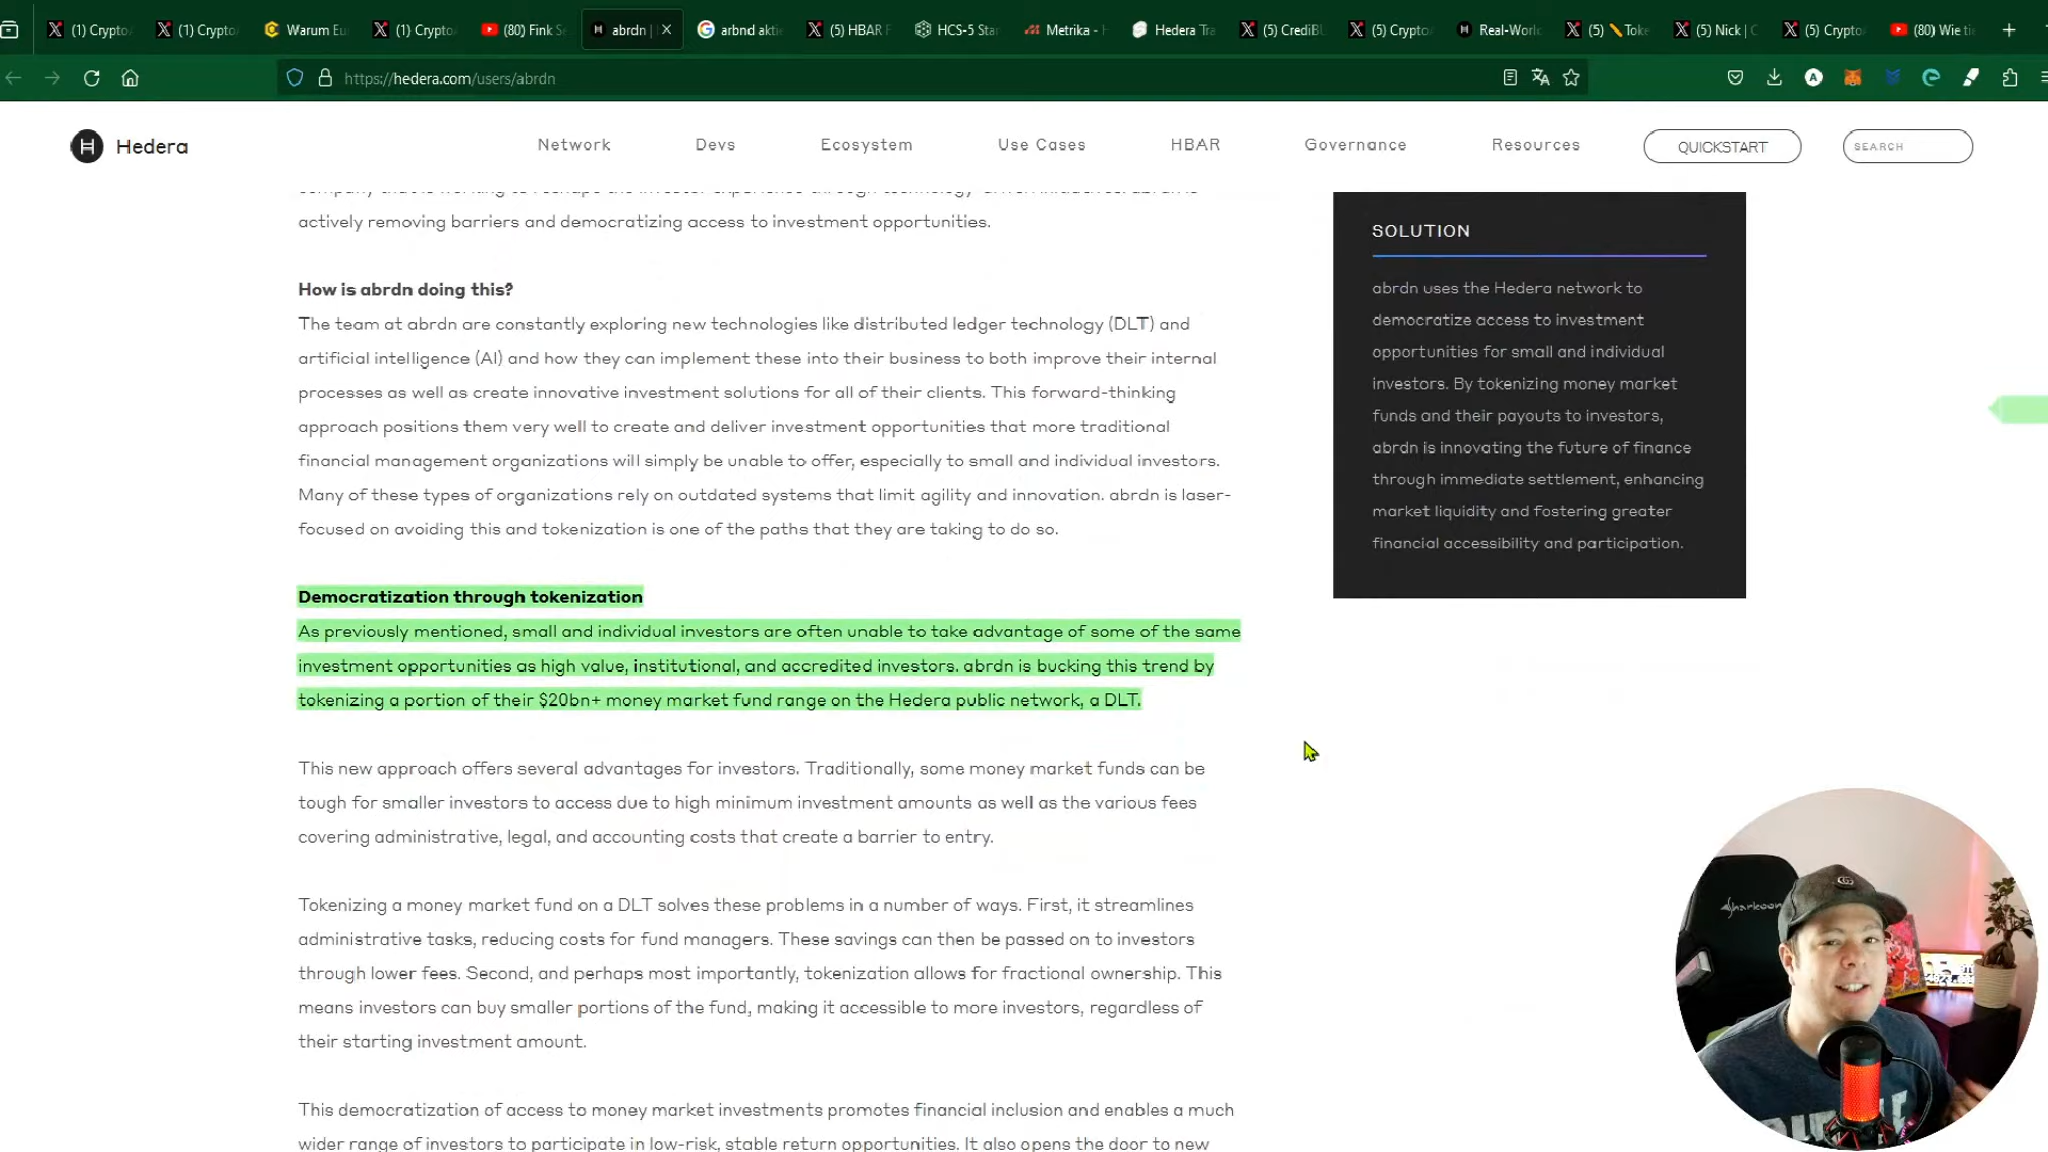 (1) Crypto
(1) Crypto
Warum Eu
(1) Crypto
(80) Fink Se
abrdn |
arbnd akti
(5) HBAR F
HCS-5 Sta
Metrika - H
Hedera Tra
(5) CrediBU
(5) Crypto
Real-Worl
(5) Toke
(5) Nick | C
(5) Crypto
(80) Wie tie
https://hedera.com/users/abrdn
Hedera
Network
Devs
Ecosystem
Use Cases
HBAR
Governance
Resources
QUICKSTART
SEARCH
actively removing barriers and democratizing access to investment opportunities.
How is abrdn doing this?
The team at abrdn are constantly exploring new technologies like distributed ledger technology (DLT) and
artificial intelligence (AI) and how they can implement these into their business to both improve their internal
processes as well as create innovative investment solutions for all of their clients. This forward-thinking
approach positions them very well to create and deliver investment opportunities that more traditional
financial management organizations will simply be unable to offer, especially to small and individual investors.
Many of these types of organizations rely on outdated systems that limit agility and innovation. abrdn is laser-
focused on avoiding this and tokenization is one of the paths that they are taking to do so.
Democratization through tokenization
As previously mentioned, small and individual investors are often unable to take advantage of some of the same
investment opportunities as high value, institutional, and accredited investors. abrdn is bucking this trend by
tokenizing a portion of their $20bn+ money market fund range on the Hedera public network, a DLT.
This new approach offers several advantages for investors. Traditionally, some money market funds can be
tough for smaller investors to access due to high minimum investment amounts as well as the various fees
covering administrative, legal, and accounting costs that create a barrier to entry.
Tokenizing a money market fund on a DLT solves these problems in a number of ways. First, it streamlines
administrative tasks, reducing costs for fund managers. These savings can then be passed on to investors
through lower fees. Second, and perhaps most importantly, tokenization allows for fractional ownership. This
means investors can buy smaller portions of the fund, making it accessible to more investors, regardless of
their starting investment amount.
This democratization of access to money market investments promotes financial inclusion and enables a much
wider range of investors to participate in low-risk, stable return opportunities. It also opens the door to new
SOLUTION
abrdn uses the Hedera network to
democratize access to investment
opportunities for small and individual
investors. By tokenizing money market
funds and their payouts to investors,
abrdn is innovating the future of finance
through immediate settlement, enhancing
market liquidity and fostering greater
financial accessibility and participation.
sharkoon